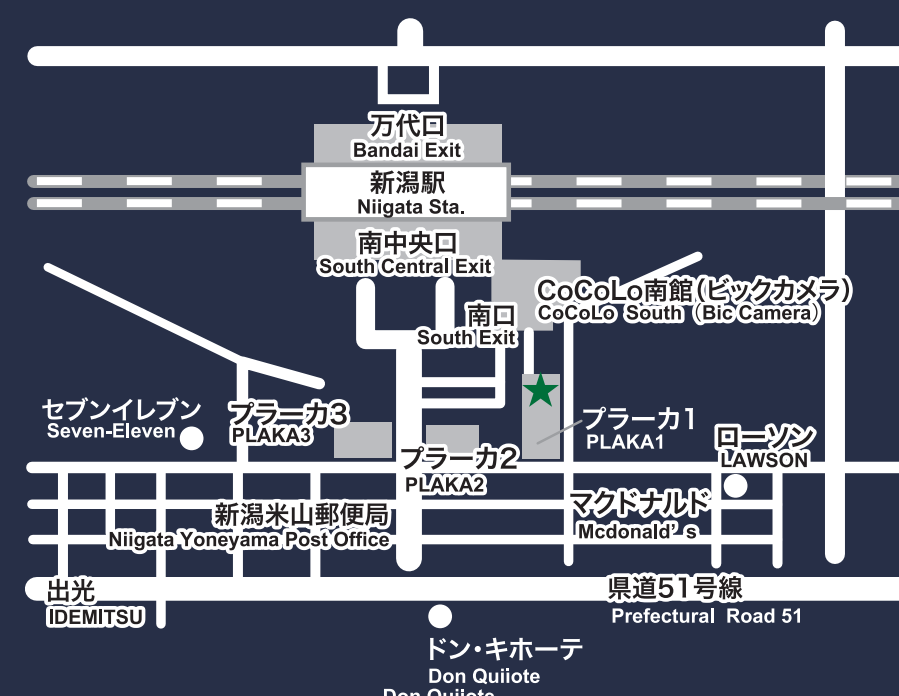 万代口
Bandai Exit
新潟駅
Niigata Sta.
南中央口
South Central Exit
CoCoLo南館(ビックカメラ)
CoCoLo South (Bic Camera)
南口
South Exit
セブンイレブン
Seven-Eleven
プラーカ3
PLAKA3
プラーカ1
PLAKA1
プラーカ2
PLAKA2
ローソン
LAWSON
新潟米山郵便局
Niigata Yoneyama Post Office
マクドナルド
Mcdonald’s
出光
IDEMITSU
県道51号線
Prefectural Road 51
ドン・キホーテ
Don Quiiote
Don Quiiote